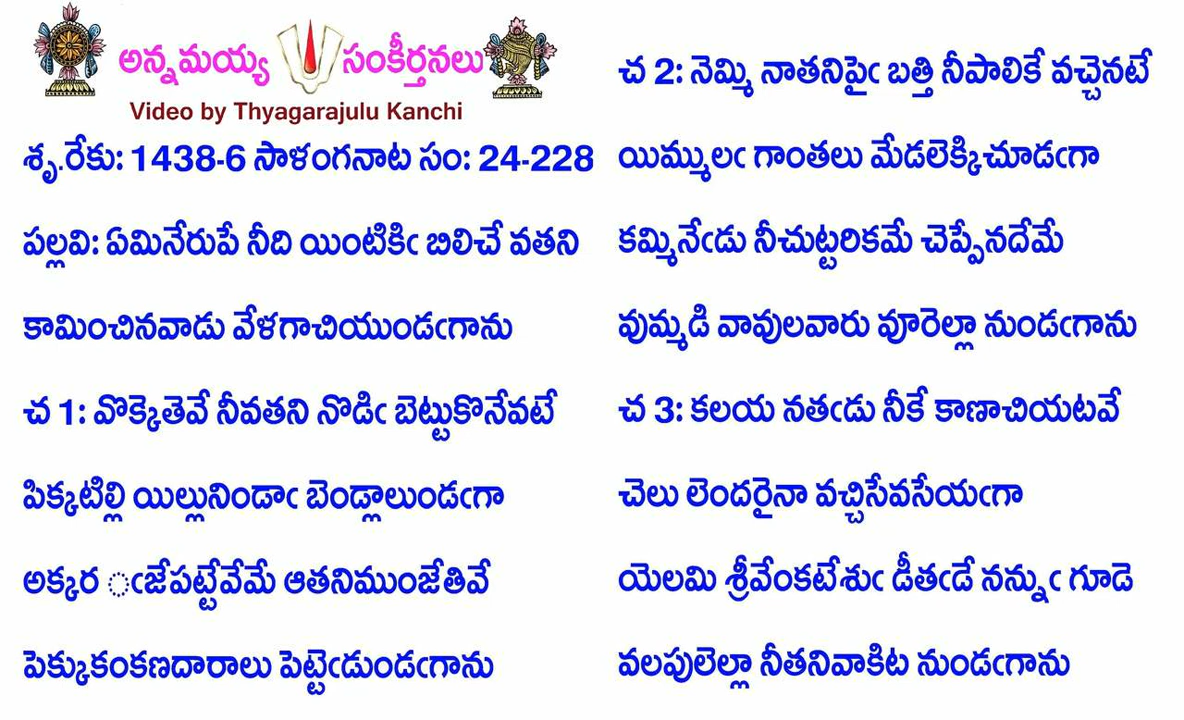 అన్నమయ్య సంకీర్తనలు
Video by Thyagarajulu Kanchi
శృ.రేకు: 1438-6 సాళంగనాట సం: 24-228
పల్లవి: ఏమినేరుపే నీది యింటికిఁ బిలిచే వతని
కామించినవాడు వేళగాచియుండఁగాను
చ 1: వొక్కెతెవే నీవతని నొడిఁ బెట్టుకొనేవటే
పిక్కటిల్లి యిల్లునిండాఁ బెండ్లాలుండఁగా
అక్కర ఁజేపట్టేవేమే ఆతనిముంజేతివే
పెక్కుకంకణదారాలు పెట్టెఁడుండఁగాను
చ 2: నెమ్మి నాతనిపైఁ బత్తి నీపాలికే వచ్చెనటే
యిమ్ములఁ గాంతలు మేడలెక్కిచూడఁగా
కమ్మినేఁడు నీచుట్టరికమే చెప్పేనదేమే
వుమ్మడి వావులవారు వూరెల్లా నుండఁగాను
చ 3: కలయ నతఁడు నీకే కాణాచియటవే
చెలు లెందరైనా వచ్చిసేవసేయఁగా
యెలమి శ్రీవేంకటేశుఁ డీతఁడే నన్నుఁ గూడె
వలపులెల్లా నీతనివాకిట నుండఁగాను